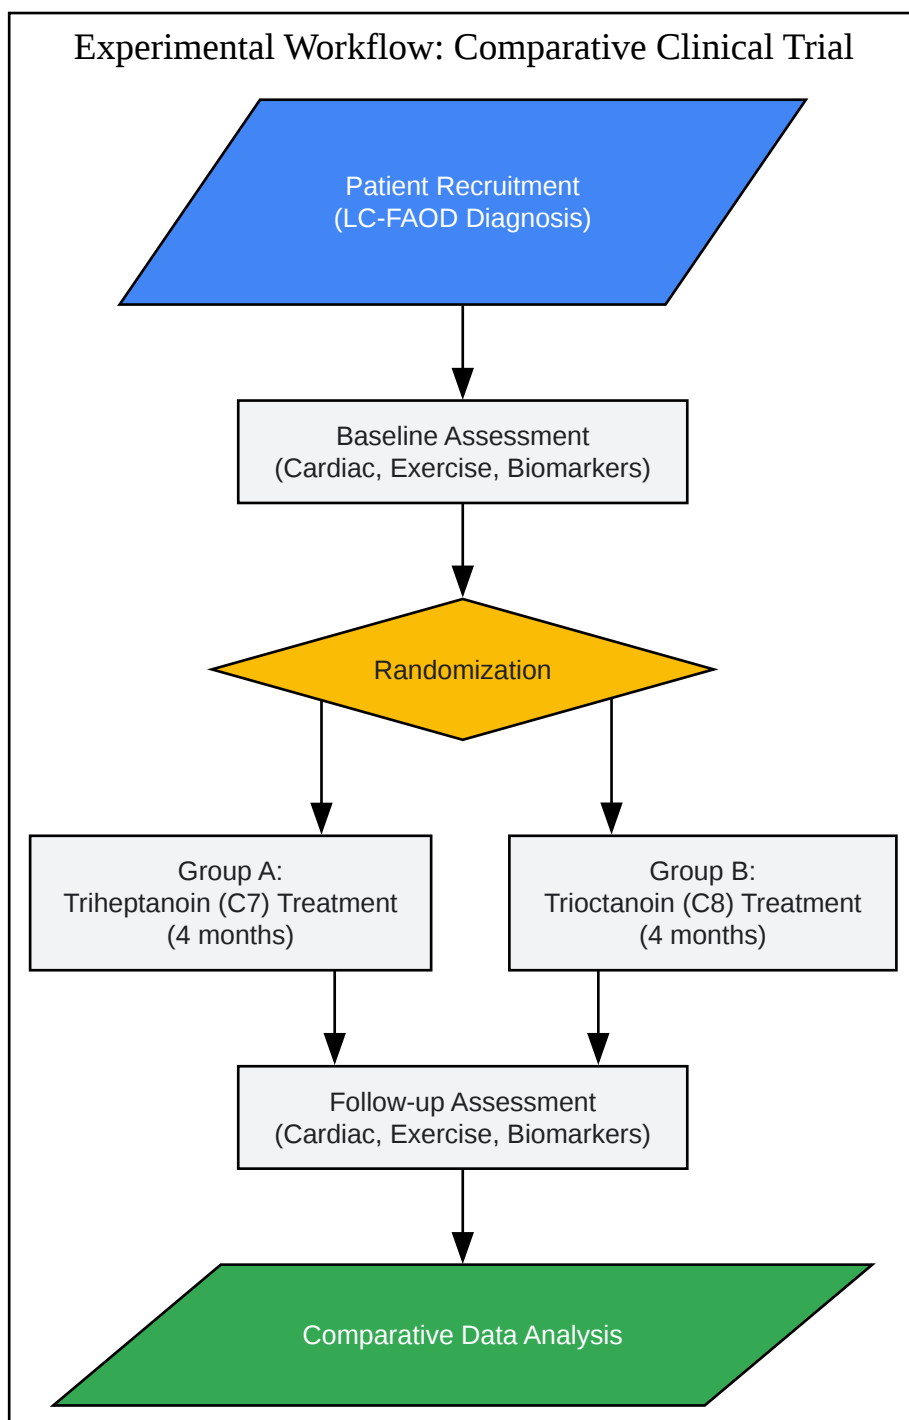 Experimental Workflow: Comparative Clinical Trial
Patient Recruitment
(LC-FAOD Diagnosis)
Baseline Assessment
(Cardiac, Exercise, Biomarkers)
Randomization
Group A:
Triheptanoin (C7) Treatment
(4 months)
Group B:
Trioctanoin (C8) Treatment
(4 months)
Follow-up Assessment
(Cardiac, Exercise, Biomarkers)
Comparative Data Analysis